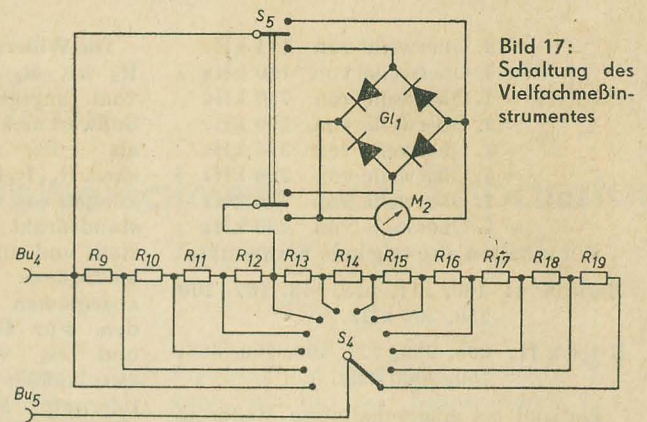 S5
Bild 17:
Schaltung des
Vielfachmeßin-
strumentes
Gl1
M2
Bu4
R9 R10 R11 R12 R13 R14 R15 R16 R17 R18 R19
S4
Bu5